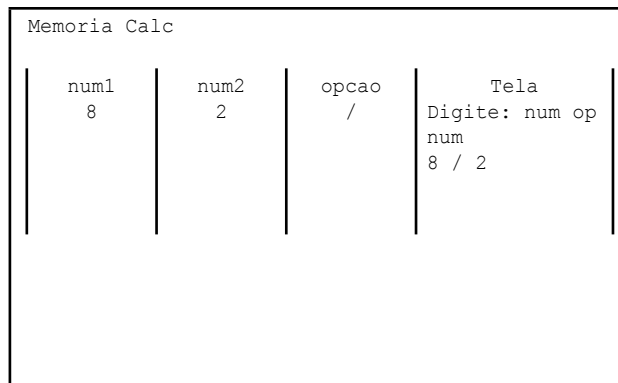 Memoria Calc
num1 num2 opcao Tela
8 2 / Digite: num op
num
8 / 2